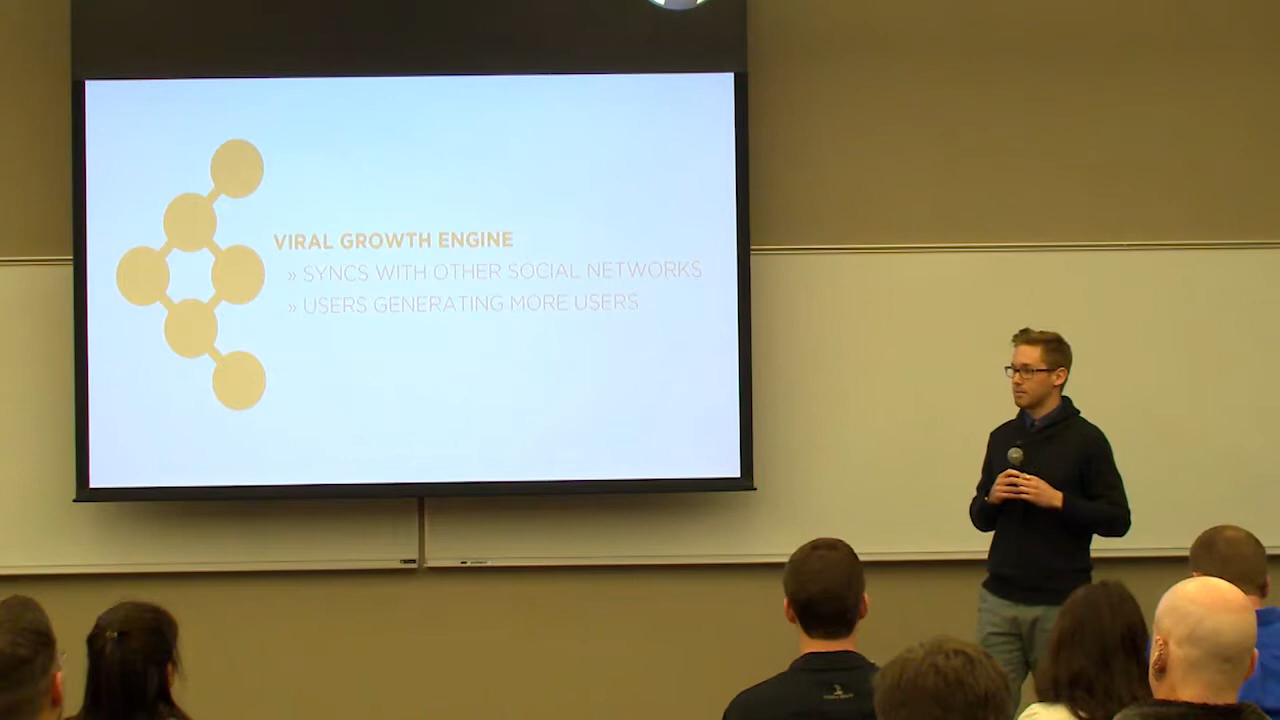 VIRAL GROWTH ENGINE
» SYNCS WITH OTHER SOCIAL NETWORKS
» USERS GENERATING MORE USERS